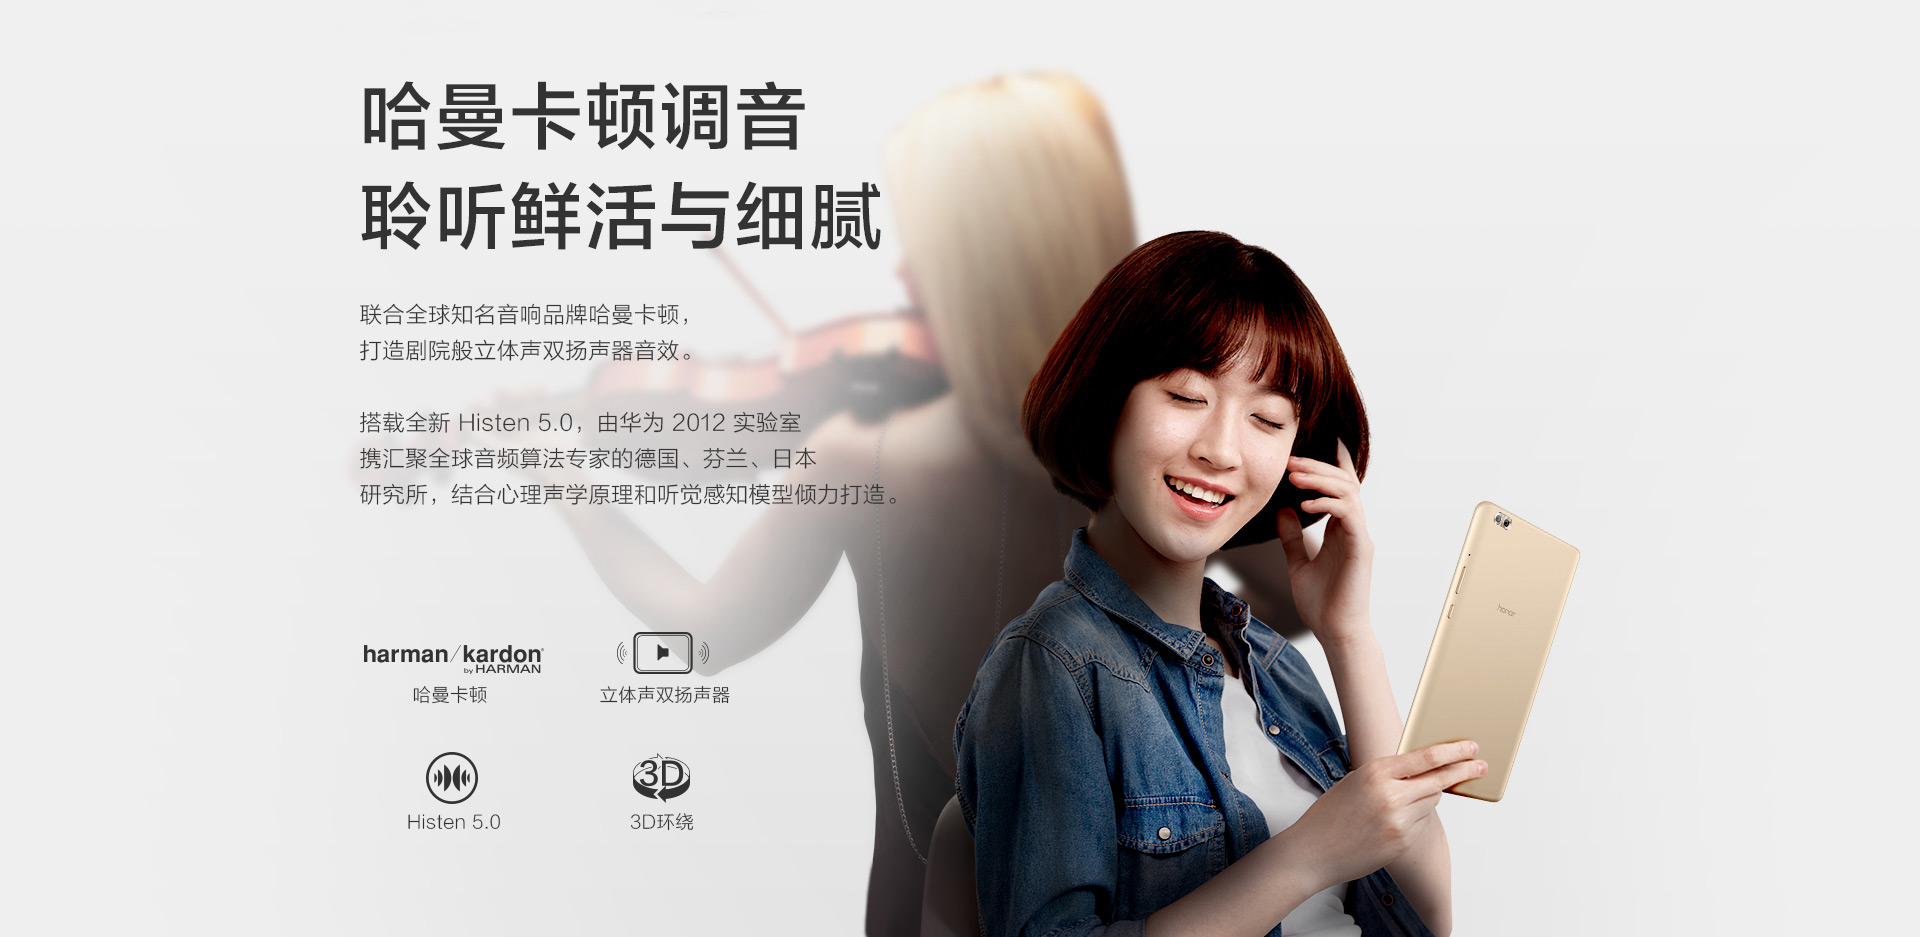 哈曼卡顿调音
聆听鲜活与细腻
联合全球知名音响品牌哈曼卡顿，
打造剧院般立体声双扬声器音效。
搭载全新 Histen 5.0，由华为 2012 实验室
携汇聚全球音频算法专家的德国、芬兰、日本
研究所，结合心理声学原理和听觉感知模型倾力打造。
harman/kardon
by HARMAN
哈曼卡顿
立体声双扬声器
Histen 5.0
3D
3D环绕
honor